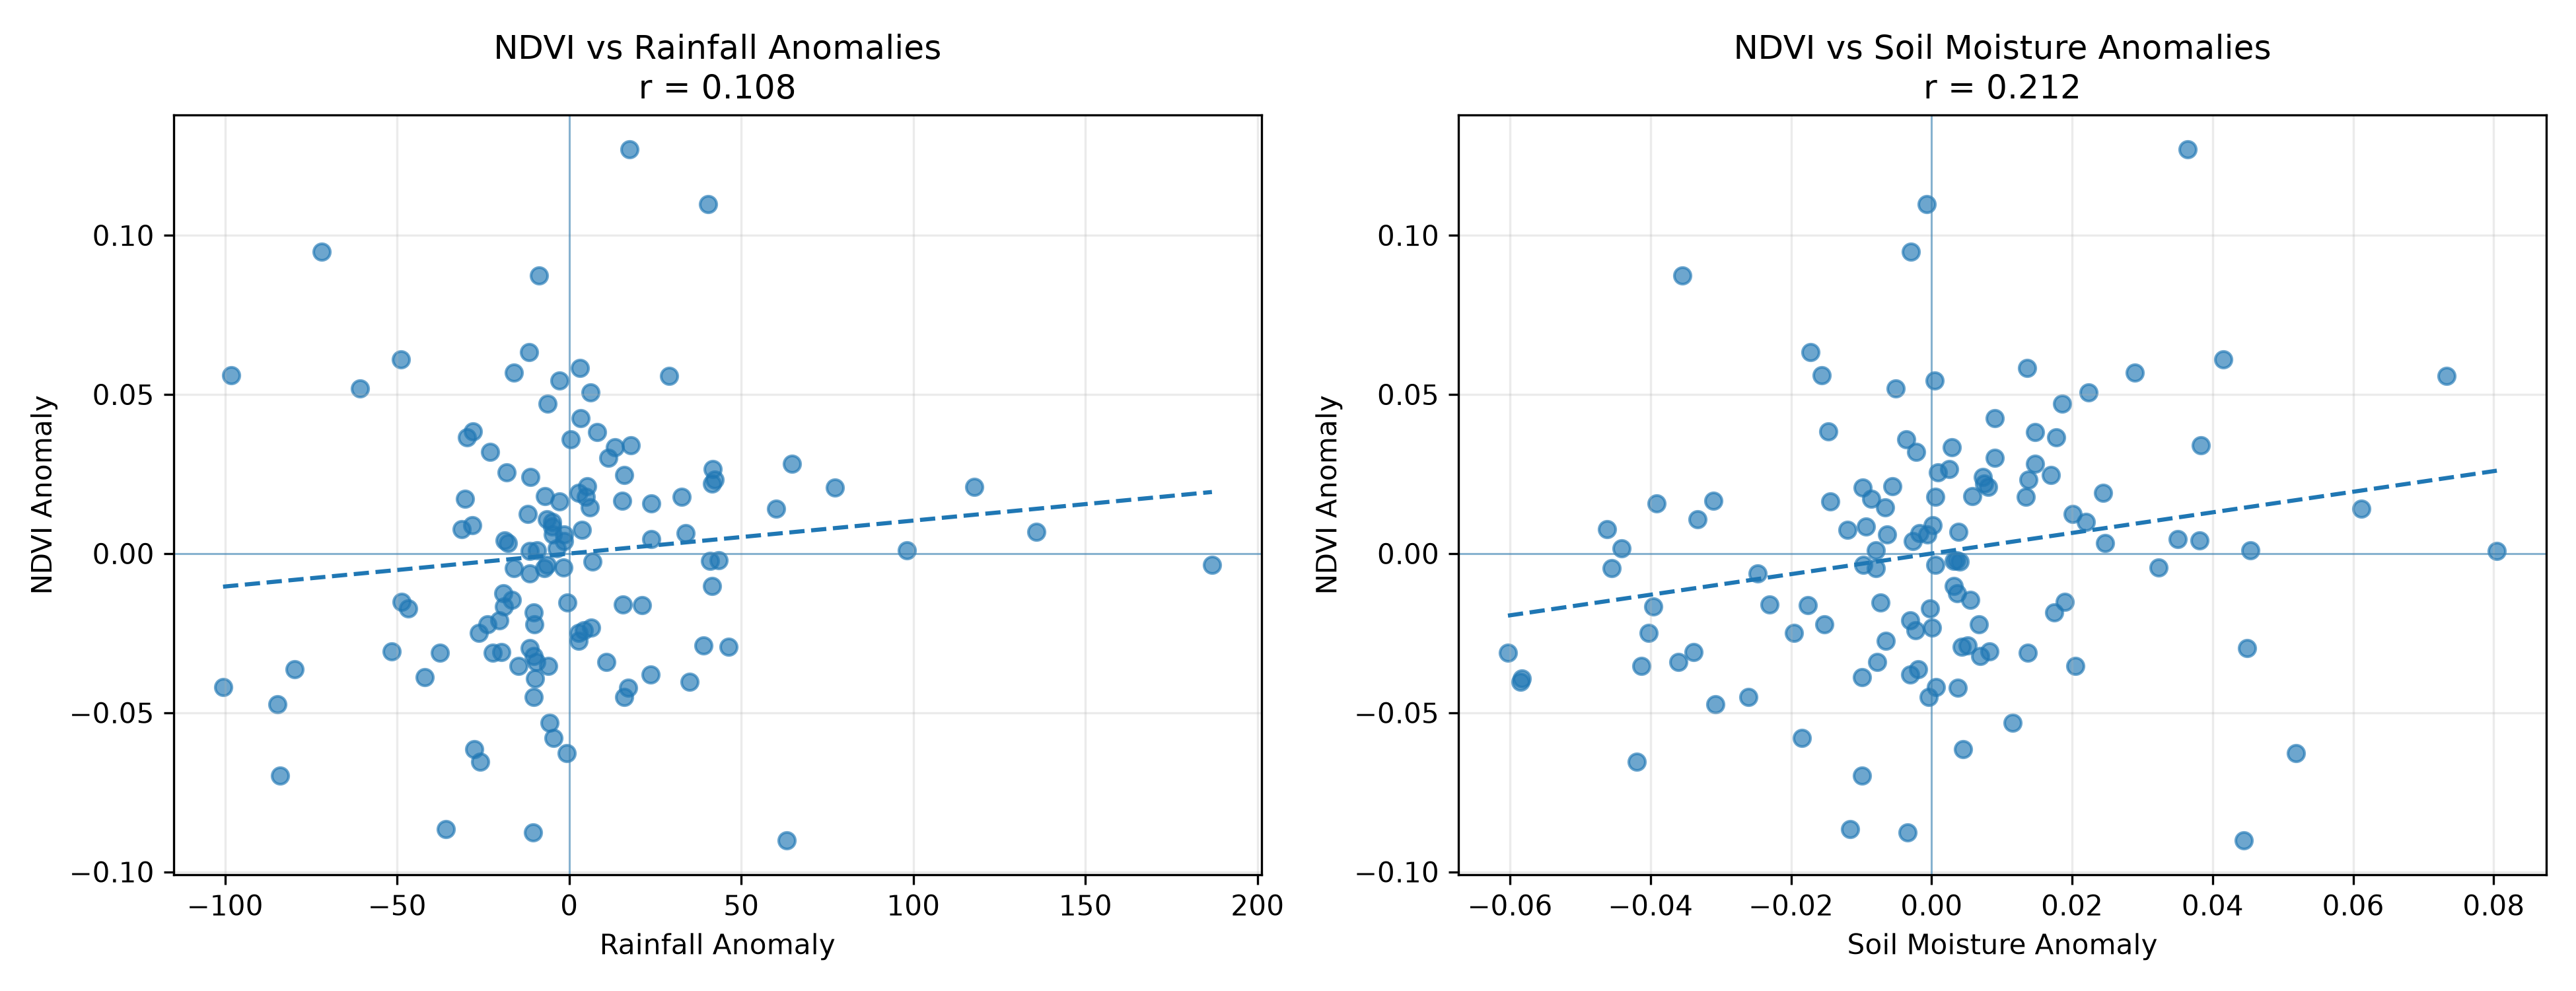 NDVI vs Rainfall Anomalies
r = 0.108
0.10
0.05
0.00
−0.05
−0.10
NDVI Anomaly
−100 −50 0 50 100 150 200
Rainfall Anomaly
NDVI vs Soil Moisture Anomalies
r = 0.212
0.10
0.05
0.00
−0.05
−0.10
NDVI Anomaly
−0.06 −0.04 −0.02 0.00 0.02 0.04 0.06 0.08
Soil Moisture Anomaly